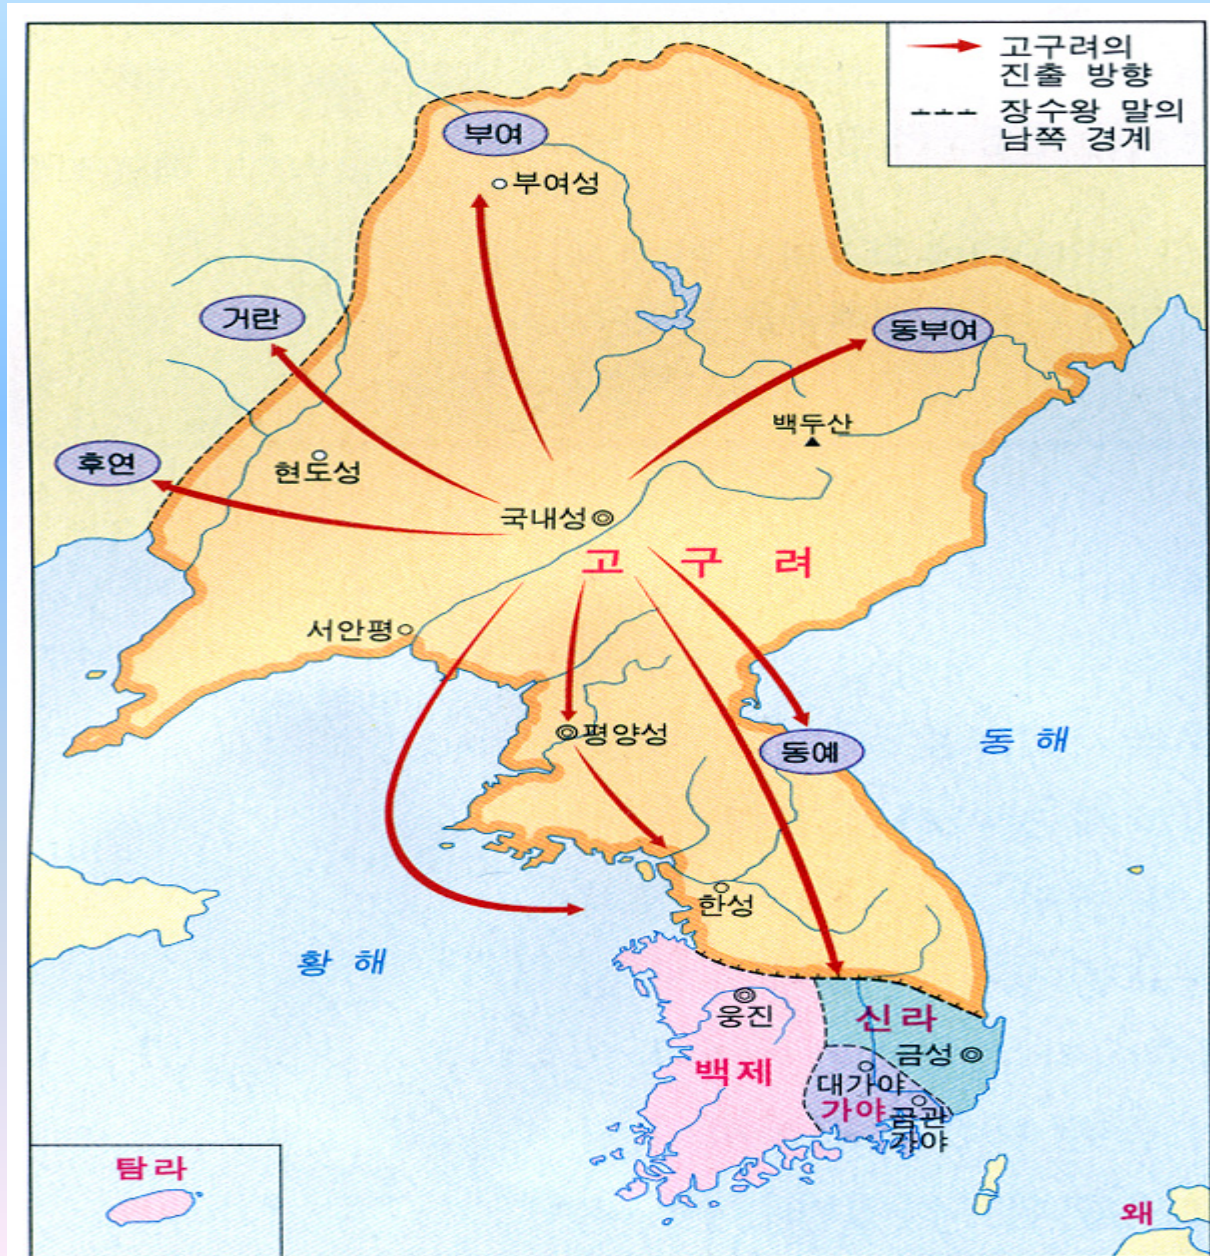 고구려의
진출 방향
장수왕 말의
남쪽 경계
부여
부여성
거란
동부여
백두산
후연
현도성
국내성
고 구 려
서안평
평양성
동예
동 해
한성
황 해
웅진
신라
금성
백제
대가야
가야
금관
가야
탐라
왜